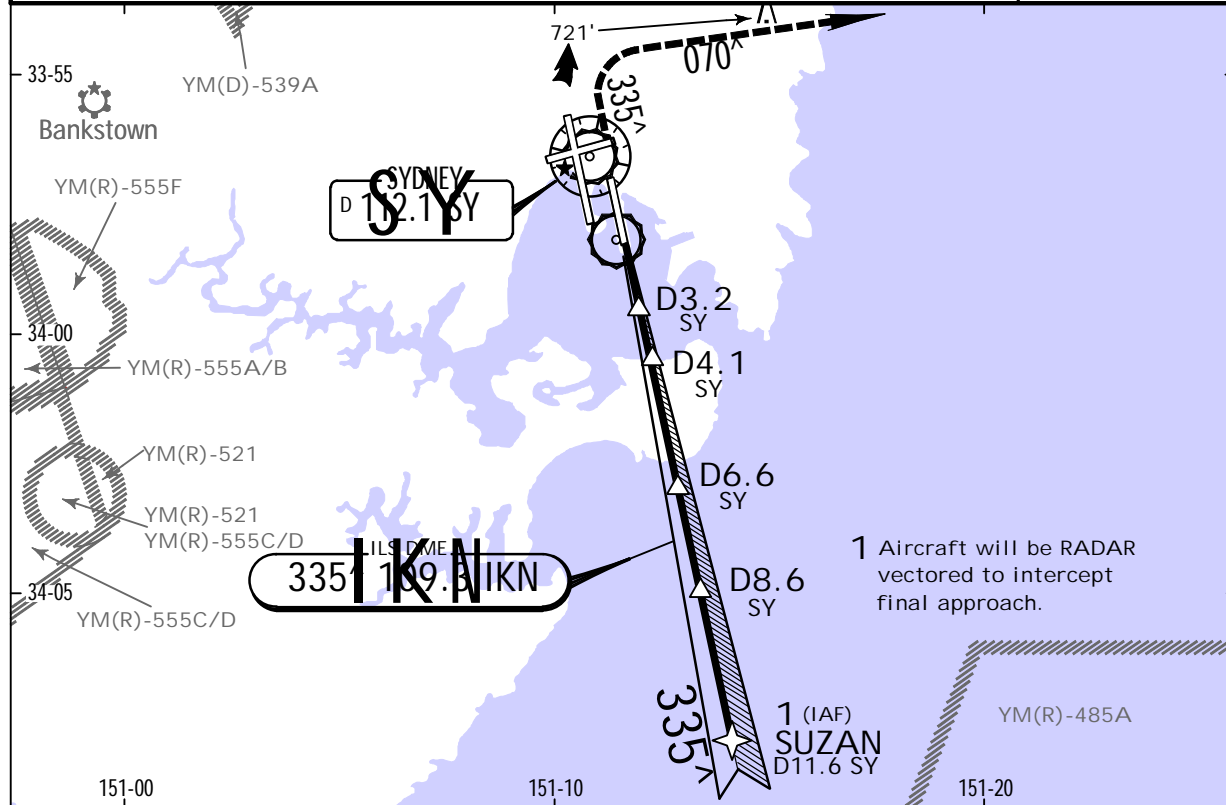 721'
33-55
YM(D)-539A
070^
335^
Bankstown
YM(R)-555F
SYDNEY
D 112.1 SY
S Y
D3.2
SY
34-00
YM(R)-555A/B
D4.1
SY
YM(R)-521
D6.6
SY
YM(R)-521
YM(R)-555C/D
ILS DME
335^ 109.3 IKN
I K N
1 Aircraft will be RADAR
vectored to intercept
final approach.
D8.6
SY
34-05
YM(R)-555C/D
335^
1 (IAF)
SUZAN
D11.6 SY
YM(R)-485A
151-00
151-10
151-20